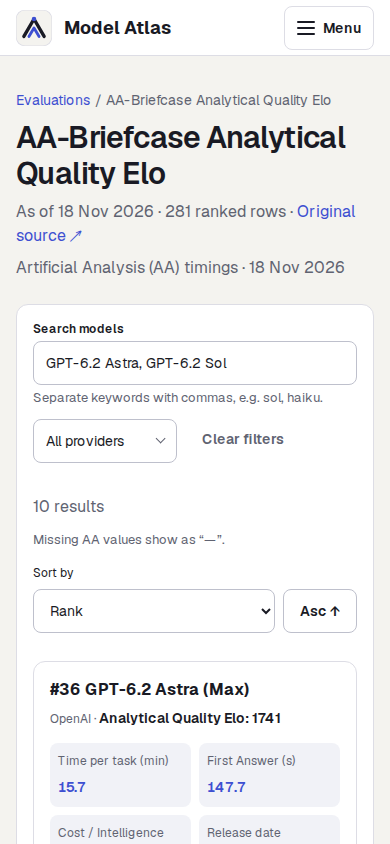 Model Atlas
Menu
Evaluations / AA-Briefcase Analytical Quality Elo
AA-Briefcase Analytical
Quality Elo
As of 18 Nov 2026 · 281 ranked rows · Original
source ↗
Artificial Analysis (AA) timings · 18 Nov 2026
Search models
GPT-6.2 Astra, GPT-6.2 Sol
Separate keywords with commas, e.g. sol, haiku.
All providers
Clear filters
10 results
Missing AA values show as “—”.
Sort by
Rank
Asc ↑
#36 GPT-6.2 Astra (Max)
OpenAI · Analytical Quality Elo: 1741
Time per task (min)
15.7
First Answer (s)
147.7
Cost / Intelligence
Release date